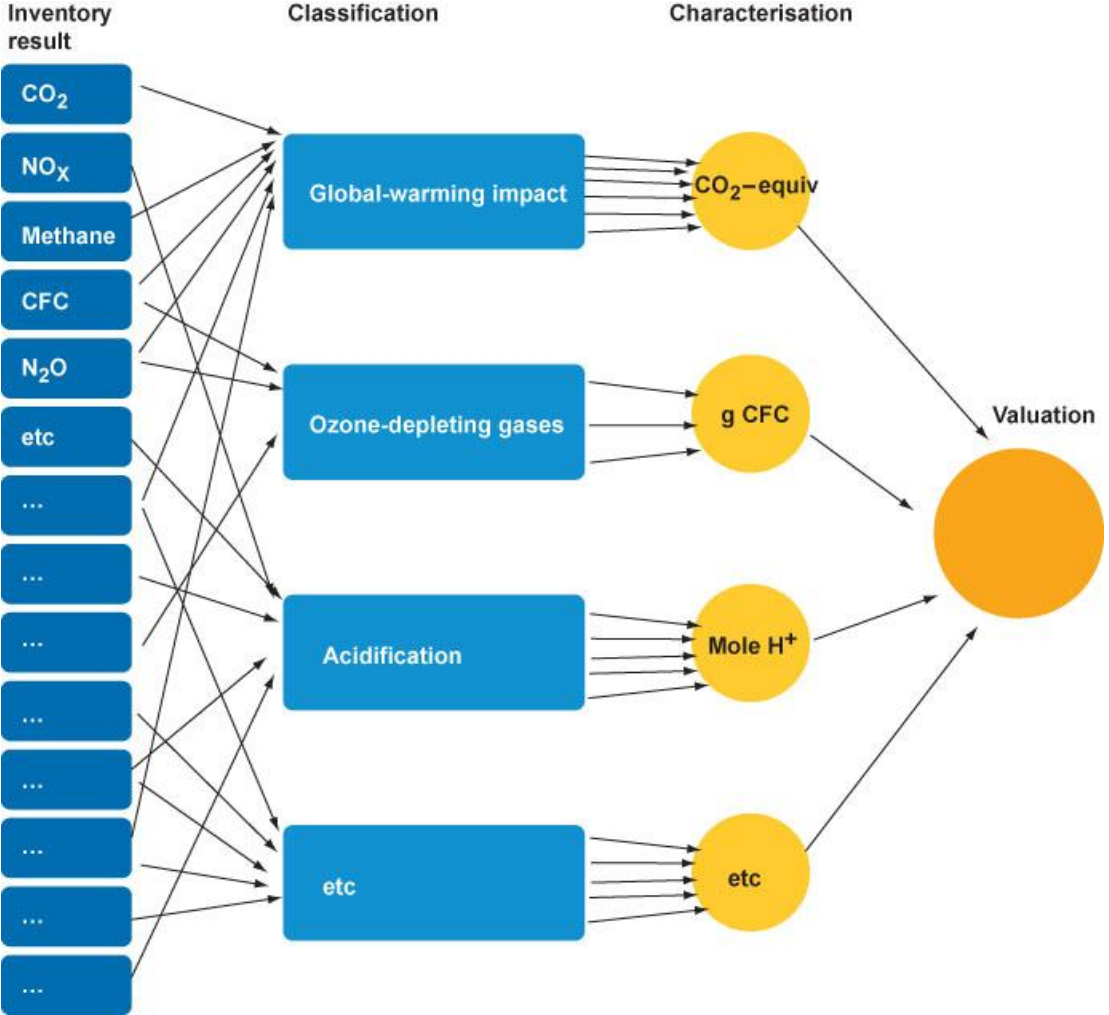 Inventory
result
Classification
Characterisation
CO₂
NOₓ
Methane
CFC
N₂O
etc
...
...
...
...
...
...
...
...
Global-warming impact
Ozone-depleting gases
Acidification
etc
CO₂–equiv
g CFC
Mole H⁺
etc
Valuation